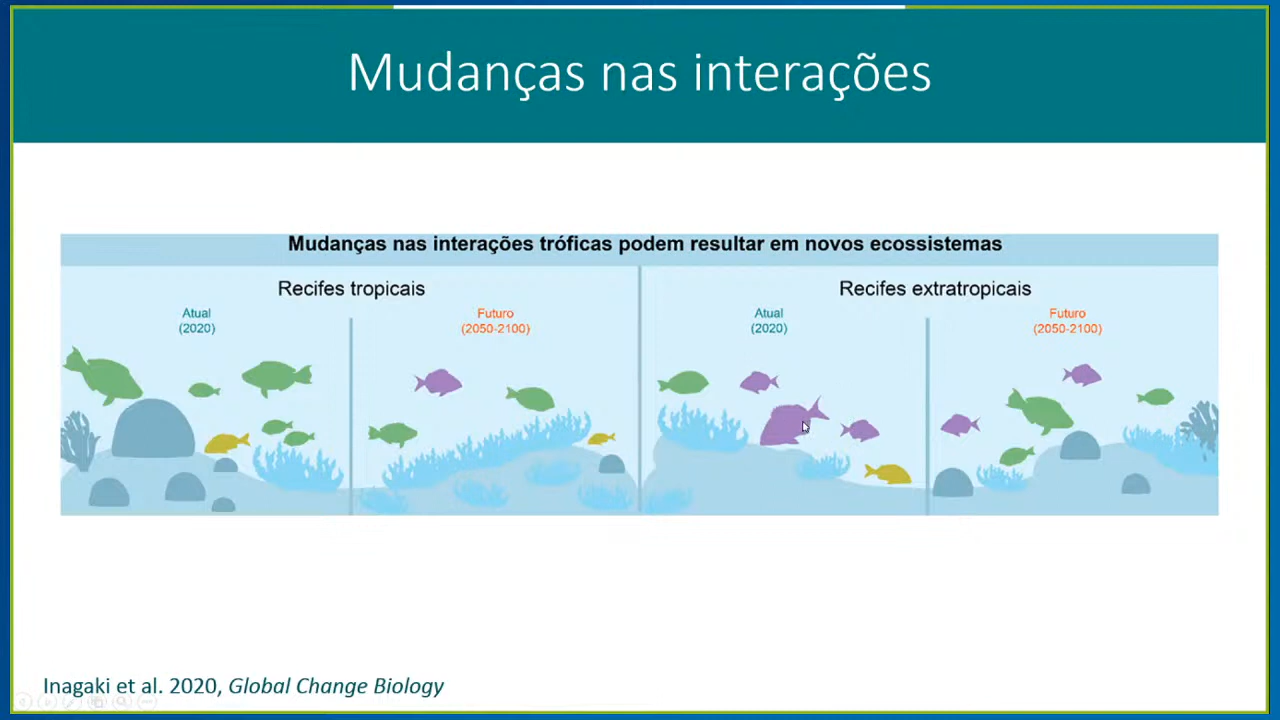 Mudanças nas interações
Mudanças nas interações tróficas podem resultar em novos ecossistemas
Recifes tropicais
Recifes extratropicais
Atual
(2020)
Futuro
(2050-2100)
Atual
(2020)
Futuro
(2050-2100)
Inagaki et al. 2020, Global Change Biology